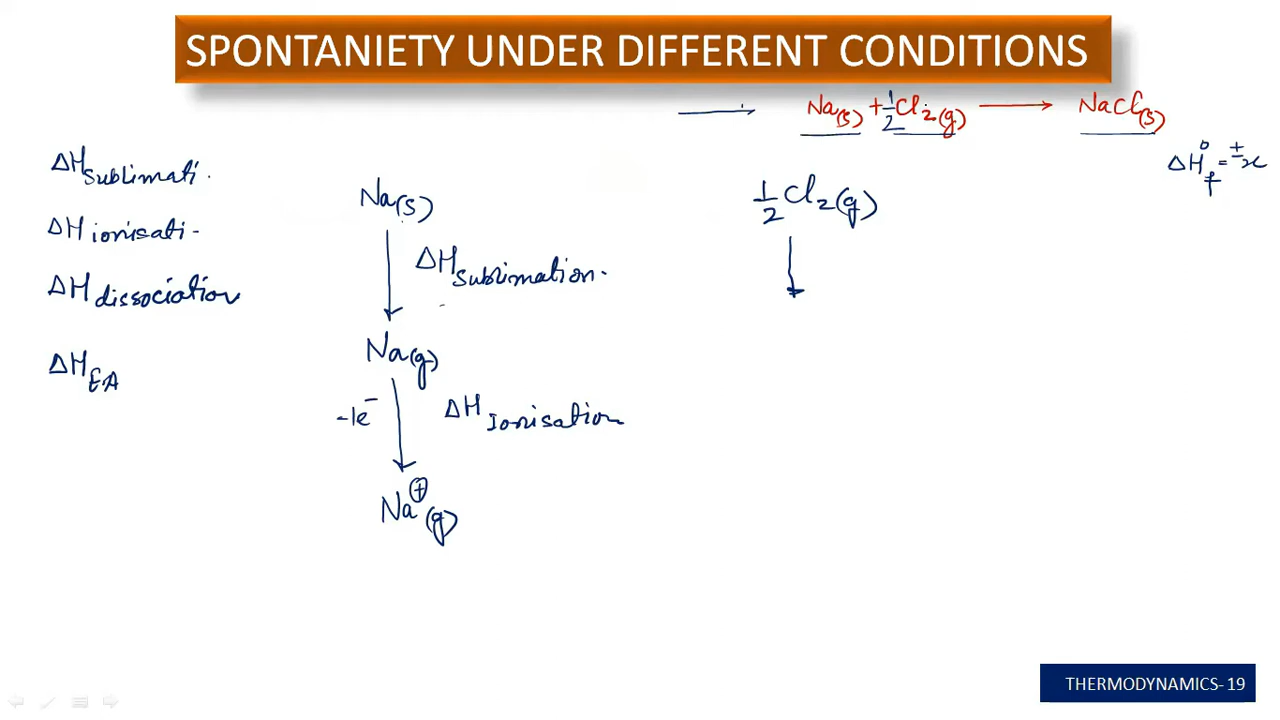 SPONTANIETY UNDER DIFFERENT CONDITIONS
⟶ Na(s) + 1/2 Cl2(g) ⟶ NaCl(s)
ΔH°f = ±x
ΔH Sublimati.
ΔH ionisati-
ΔH dissociation
ΔH EA
Na(s)
↓ ΔH Sublimation.
Na(g)
-1e⁻ ↓ ΔH Ionisation
Na⊕(g)
1/2 Cl2(g)
↓
THERMODYNAMICS- 19